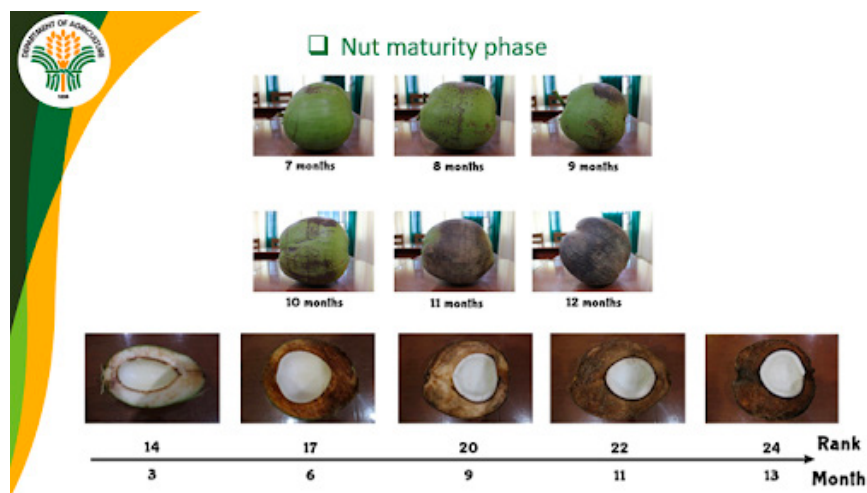 DEPARTMENT OF AGRICULTURE
1898
❑ Nut maturity phase
7 months
8 months
9 months
10 months
11 months
12 months
14 17 20 22 24 Rank
3 6 9 11 13 Month